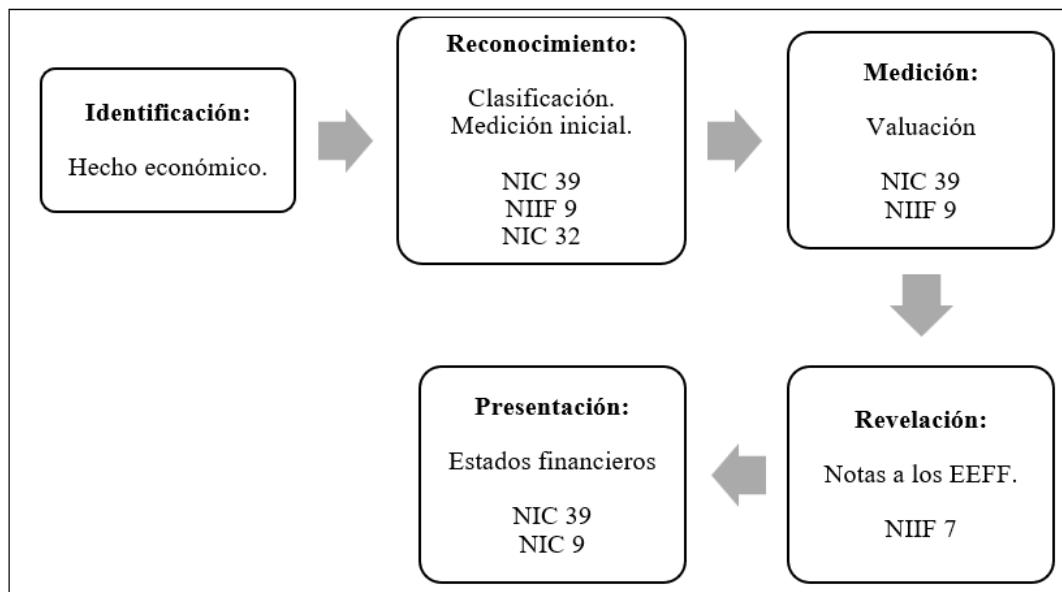 Identificación:
Hecho económico.
Reconocimiento:
Clasificación.
Medición inicial.
NIC 39
NIIF 9
NIC 32
Medición:
Valuación
NIC 39
NIIF 9
Revelación:
Notas a los EEFF.
NIIF 7
Presentación:
Estados financieros
NIC 39
NIC 9